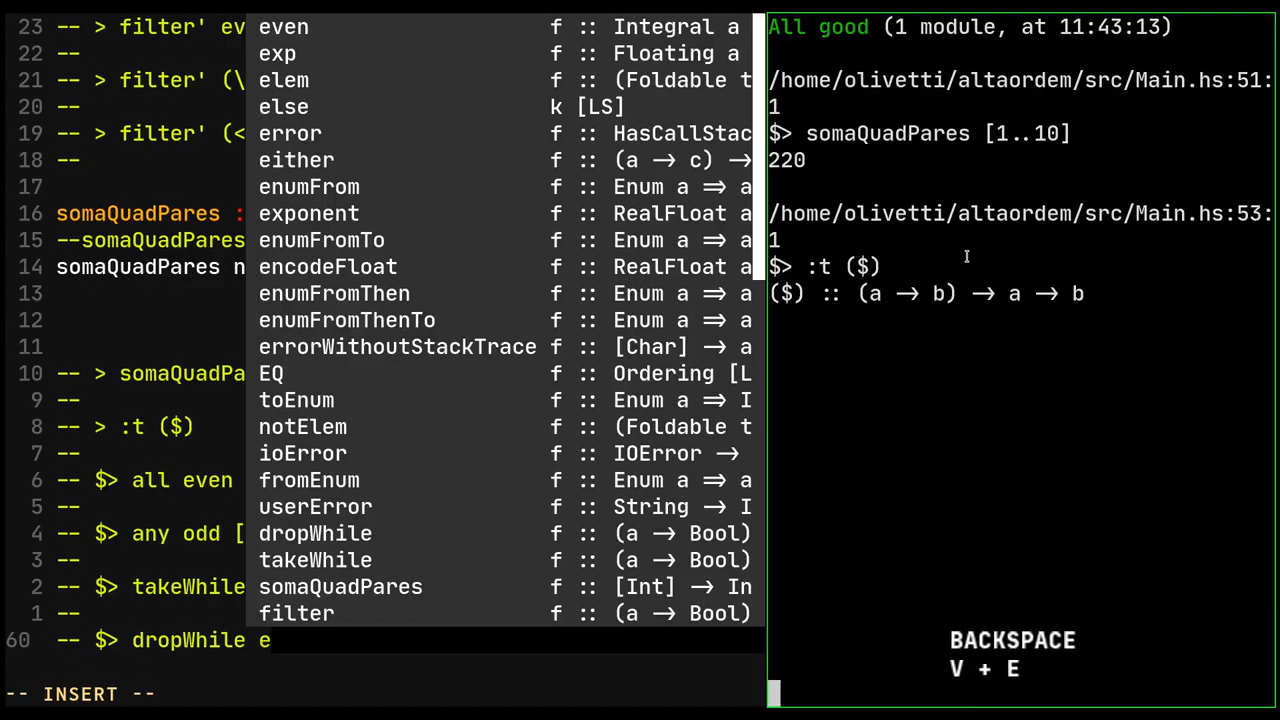 23 -- > filter' ev
22 --
21 -- > filter' (\
20 --
19 -- > filter' (<
18 --
17
16 somaQuadPares :
15 --somaQuadPares
14 somaQuadPares n
13
12
11
10 -- > somaQuadPa
9 --
8 -- > :t ($)
7 --
6 -- $> all even
5 --
4 -- $> any odd [
3 --
2 -- $> takeWhile
1 --
60 -- $> dropWhile e
-- INSERT --
even f :: Integral a
exp f :: Floating a
elem f :: (Foldable t
else k [LS]
error f :: HasCallStac
either f :: (a -> c) ->
enumFrom f :: Enum a => a
exponent f :: RealFloat a
enumFromTo f :: Enum a => a
encodeFloat f :: RealFloat a
enumFromThen f :: Enum a => a
enumFromThenTo f :: Enum a => a
errorWithoutStackTrace f :: [Char] -> a
EQ f :: Ordering [L
toEnum f :: Enum a => I
notElem f :: (Foldable t
ioError f :: IOError ->
fromEnum f :: Enum a => a
userError f :: String -> I
dropWhile f :: (a -> Bool)
takeWhile f :: (a -> Bool)
somaQuadPares f :: [Int] -> In
filter f :: (a -> Bool)
All good (1 module, at 11:43:13)
/home/olivetti/altaordem/src/Main.hs:51:
1
$> somaQuadPares [1..10]
220
/home/olivetti/altaordem/src/Main.hs:53:
1
$> :t ($)
($) :: (a -> b) -> a -> b
BACKSPACE
V + E